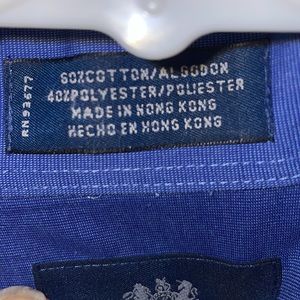 60%COTTON/ALGODON
40%POLYESTER/POLIESTER
MADE IN HONG KONG
HECHO EN HONG KONG
RN93677